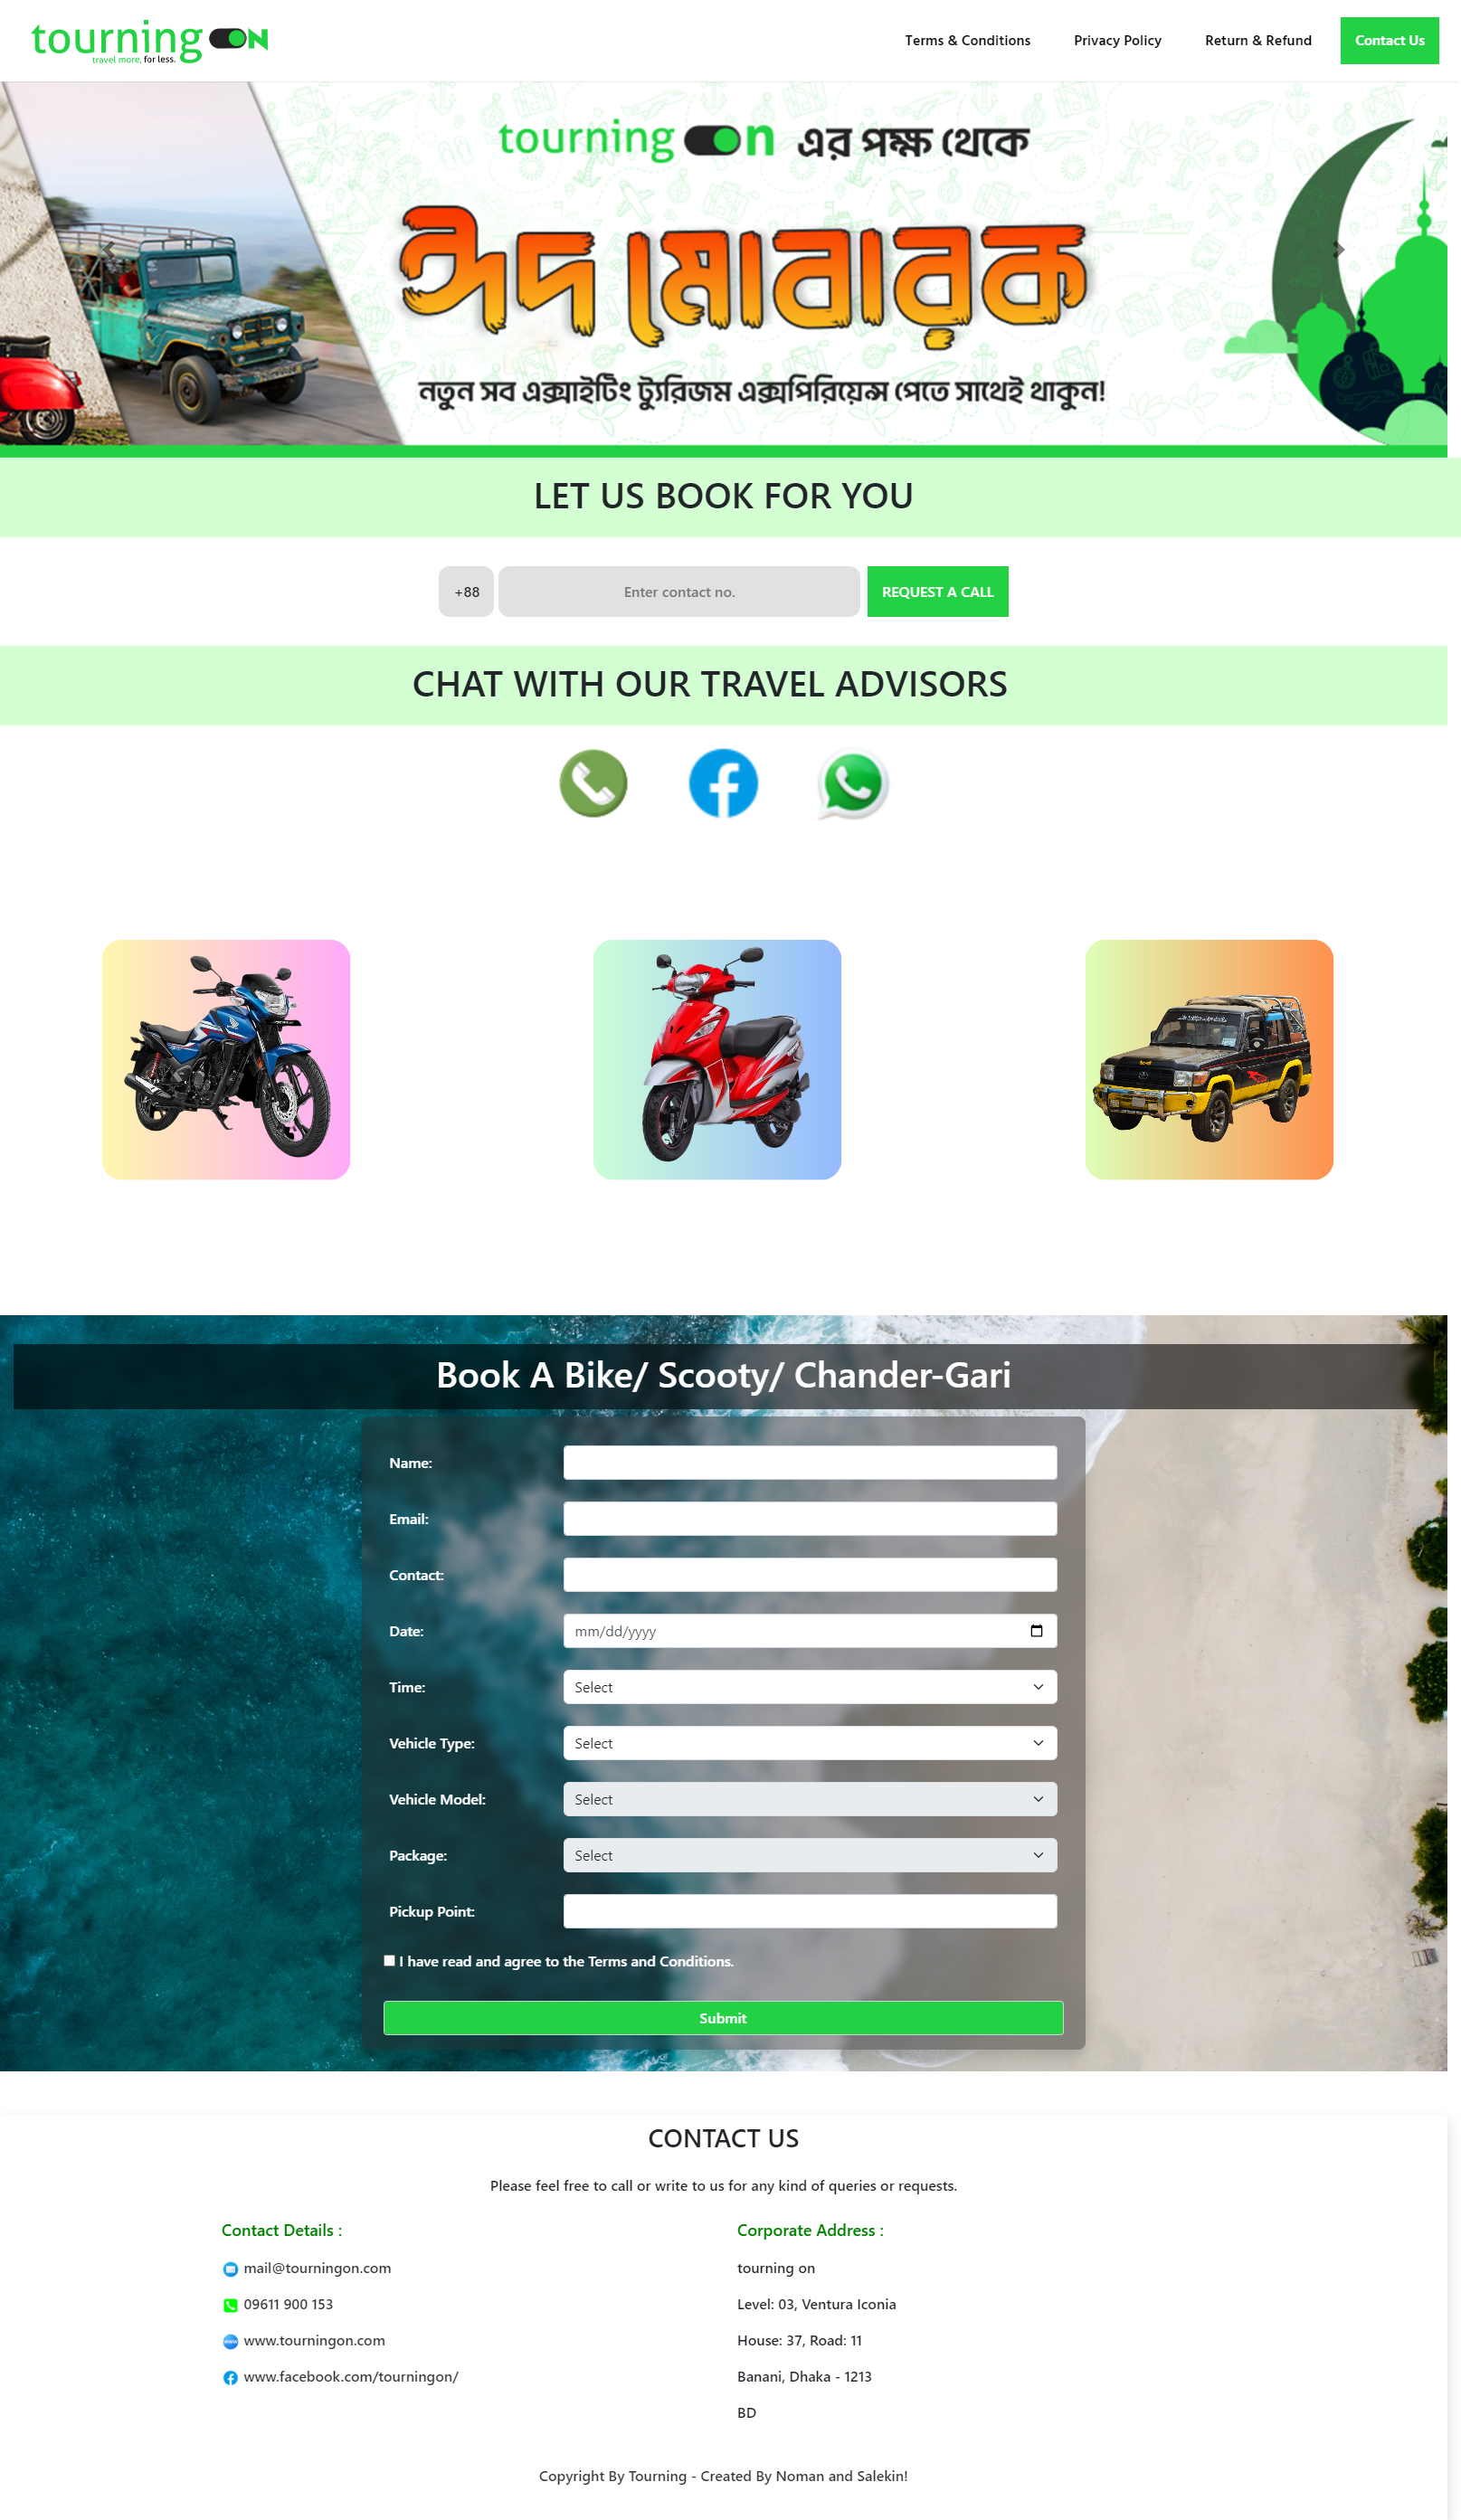 tourning ON
travel more, for less.
Terms & Conditions
Privacy Policy
Return & Refund
Contact Us
tourning on এর পক্ষ থেকে
ঈদ মোবারক
নতুন সব এক্সাইটিং ট্যুরিজম এক্সপিরিয়েন্স পেতে সাথেই থাকুন!
LET US BOOK FOR YOU
+88
Enter contact no.
REQUEST A CALL
CHAT WITH OUR TRAVEL ADVISORS
Book A Bike/ Scooty/ Chander-Gari
Name:
Email:
Contact:
Date:
mm/dd/yyyy
Time:
Select
Vehicle Type:
Select
Vehicle Model:
Select
Package:
Select
Pickup Point:
I have read and agree to the Terms and Conditions.
Submit
CONTACT US
Please feel free to call or write to us for any kind of queries or requests.
Contact Details :
mail@tourningon.com
09611 900 153
www.tourningon.com
www.facebook.com/tourningon/
Corporate Address :
tourning on
Level: 03, Ventura Iconia
House: 37, Road: 11
Banani, Dhaka - 1213
BD
Copyright By Tourning - Created By Noman and Salekin!